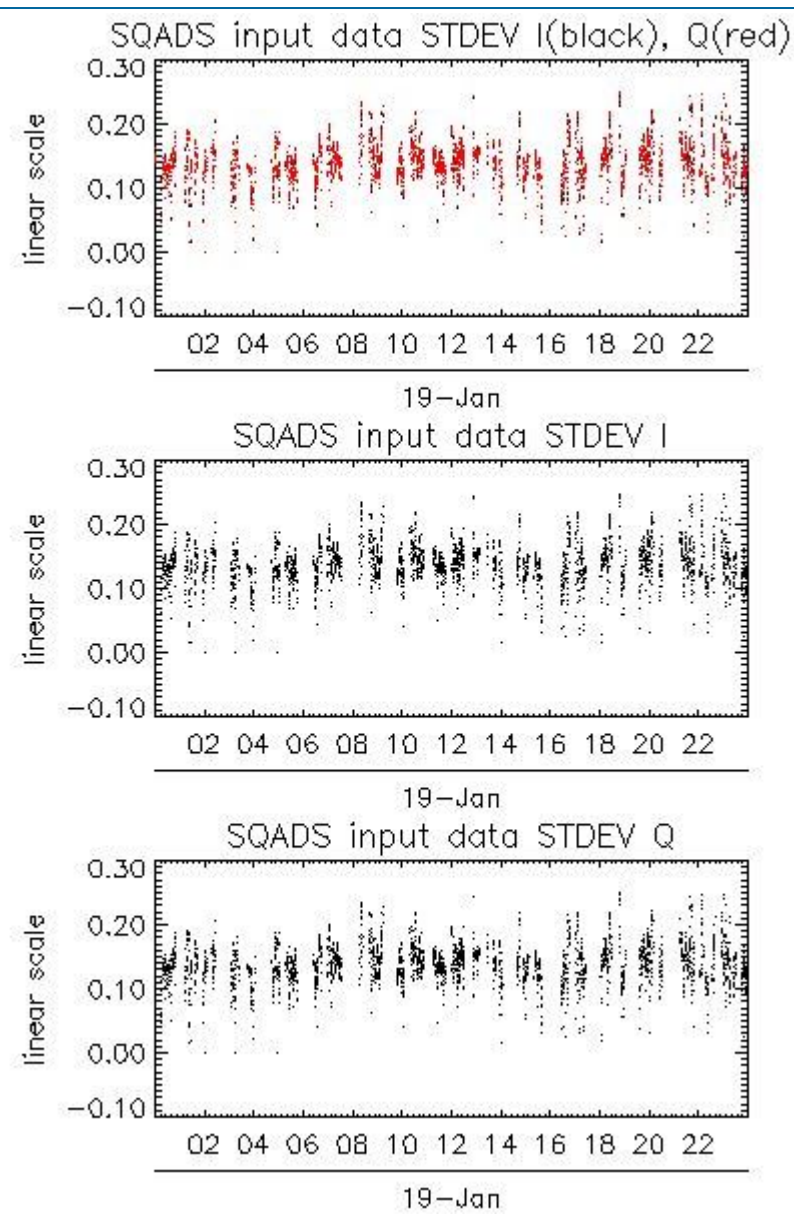 SQADS input data STDEV I(black), Q(red)
0.30
0.20
0.10
0.00
−0.10
linear scale
02 04 06 08 10 12 14 16 18 20 22
19−Jan
SQADS input data STDEV I
0.30
0.20
0.10
0.00
−0.10
linear scale
02 04 06 08 10 12 14 16 18 20 22
19−Jan
SQADS input data STDEV Q
0.30
0.20
0.10
0.00
−0.10
linear scale
02 04 06 08 10 12 14 16 18 20 22
19−Jan